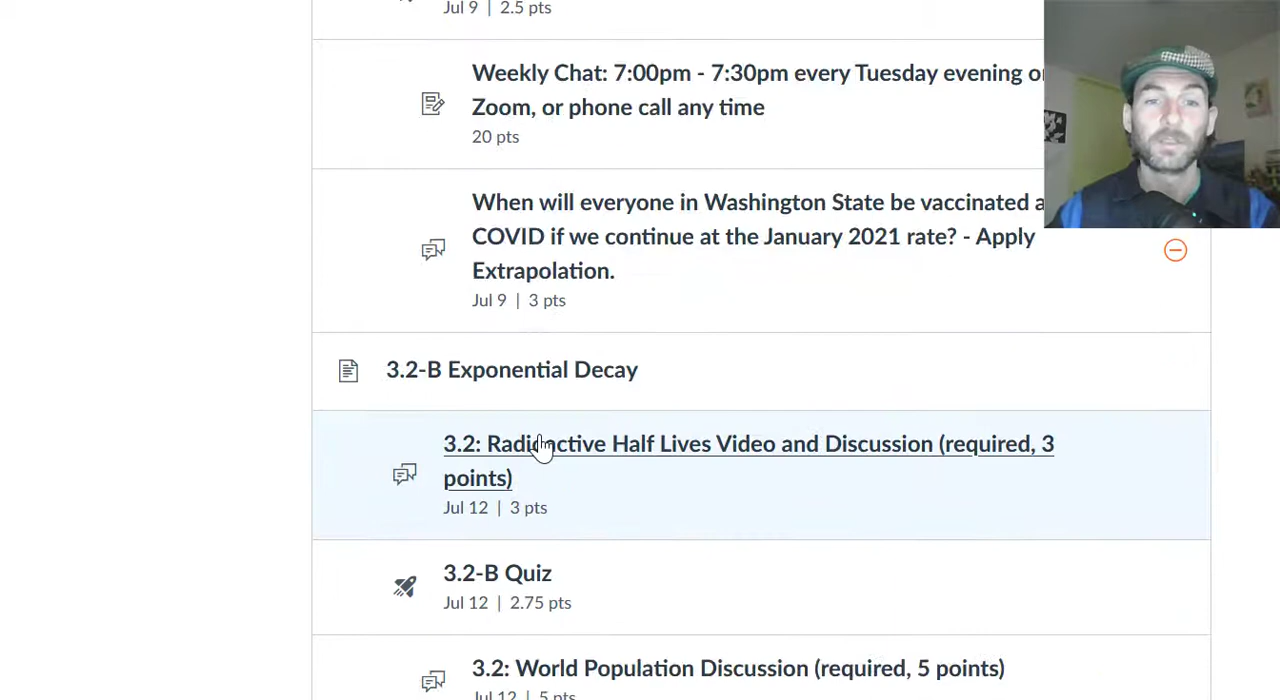 Jul 9 | 2.5 pts
Weekly Chat: 7:00pm - 7:30pm every Tuesday evening
Zoom, or phone call any time
20 pts
When will everyone in Washington State be vaccinated
COVID if we continue at the January 2021 rate? - Apply
Extrapolation.
Jul 9 | 3 pts
3.2-B Exponential Decay
3.2: Radioactive Half Lives Video and Discussion (required, 3
points)
Jul 12 | 3 pts
3.2-B Quiz
Jul 12 | 2.75 pts
3.2: World Population Discussion (required, 5 points)
Jul 12 | 5 pts